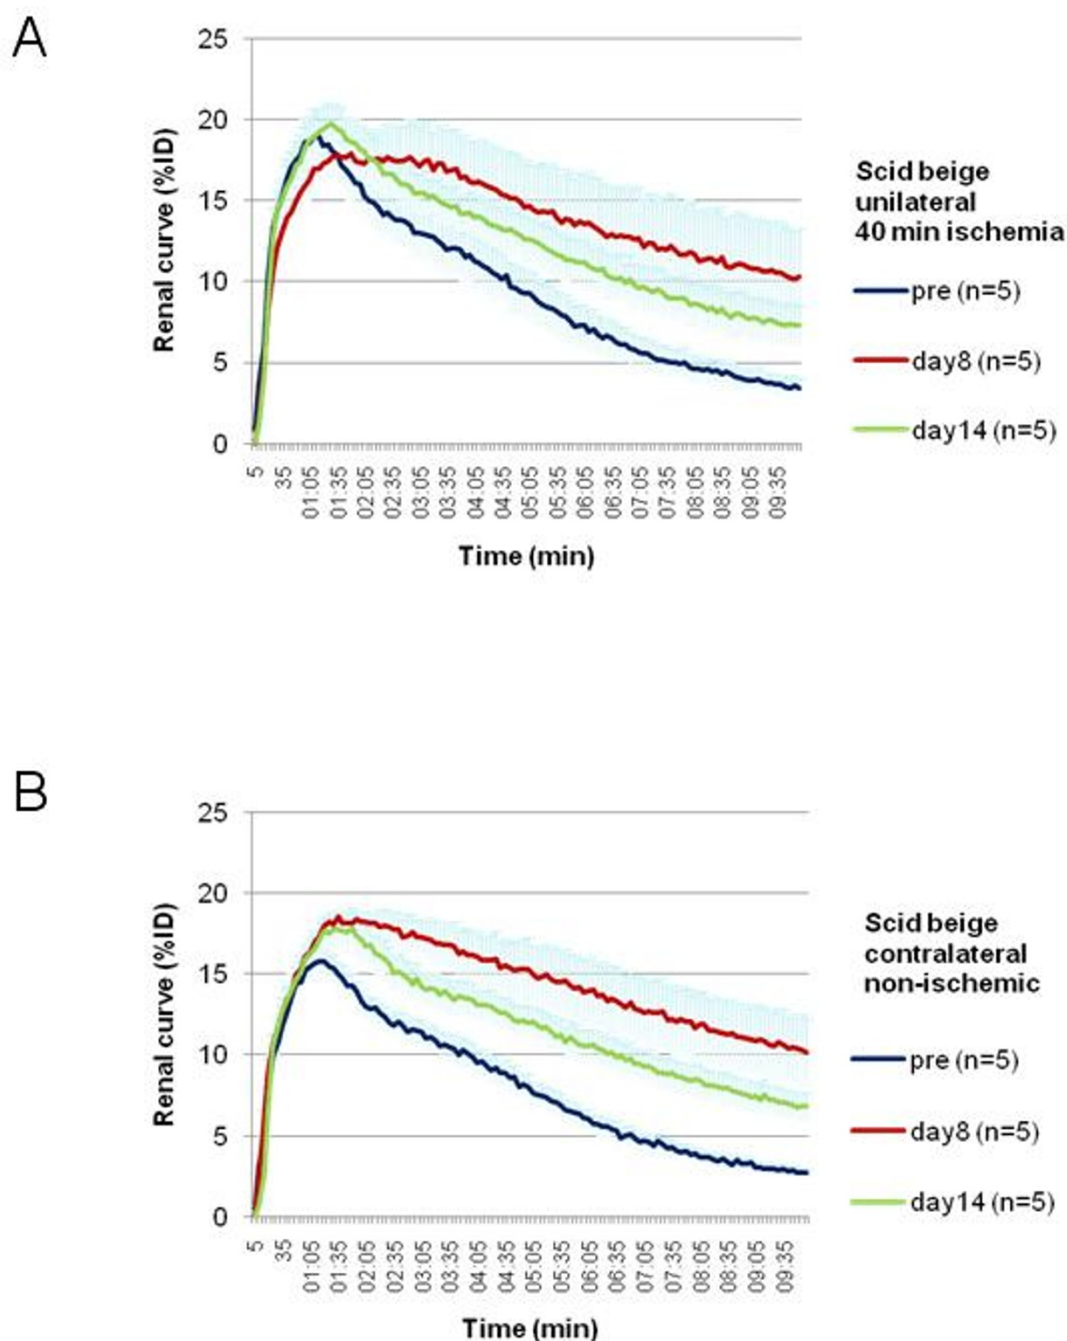 A
25
20
15
10
5
0
Renal curve (%ID)
5
35
01:05
01:35
02:05
02:35
03:05
03:35
04:05
04:35
05:05
05:35
06:05
06:35
07:05
07:35
08:05
08:35
09:05
09:35
Time (min)
Scid beige
unilateral
40 min ischemia
pre (n=5)
day8 (n=5)
day14 (n=5)
B
25
20
15
10
5
0
Renal curve (%ID)
5
35
01:05
01:35
02:05
02:35
03:05
03:35
04:05
04:35
05:05
05:35
06:05
06:35
07:05
07:35
08:05
08:35
09:05
09:35
Time (min)
Scid beige
contralateral
non-ischemic
pre (n=5)
day8 (n=5)
day14 (n=5)